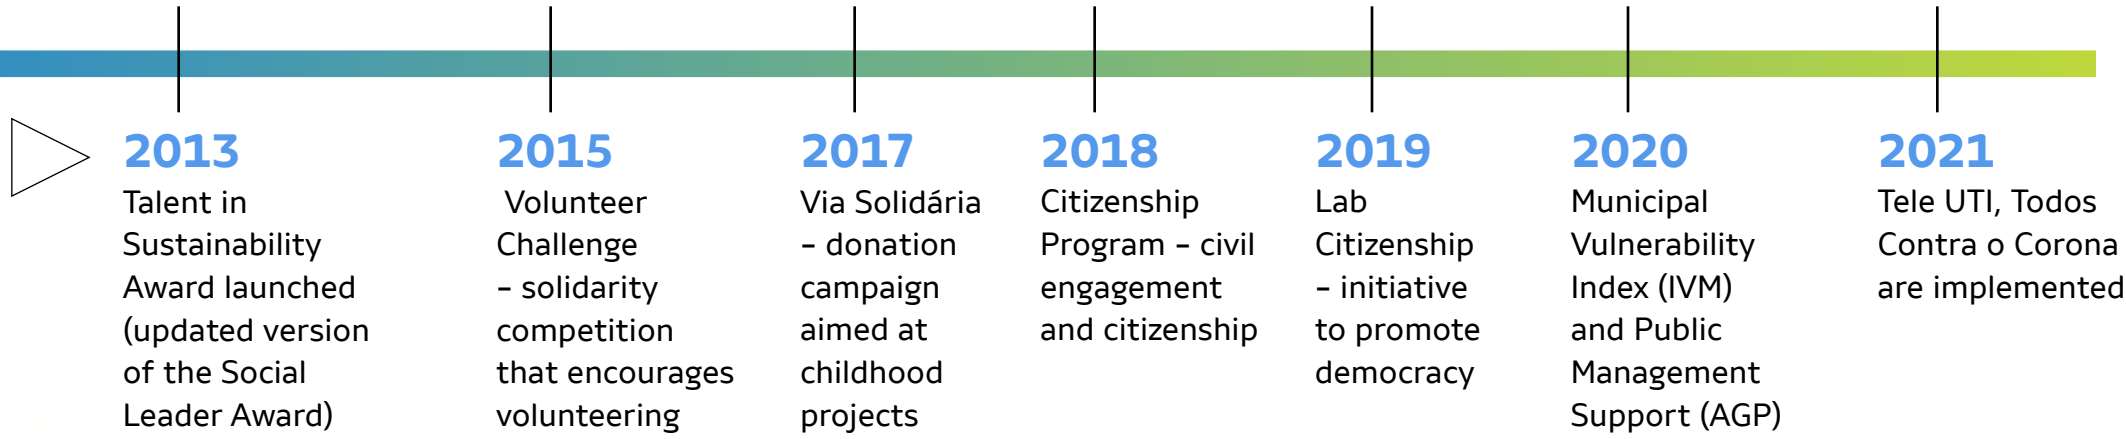 2013
Talent in
Sustainability
Award launched
(updated version
of the Social
Leader Award)
2015
Volunteer
Challenge
– solidarity
competition
that encourages
volunteering
2017
Via Solidária
– donation
campaign
aimed at
childhood
projects
2018
Citizenship
Program – civil
engagement
and citizenship
2019
Lab
Citizenship
– initiative
to promote
democracy
2020
Municipal
Vulnerability
Index (IVM)
and Public
Management
Support (AGP)
2021
Tele UTI, Todos
Contra o Corona
are implemented